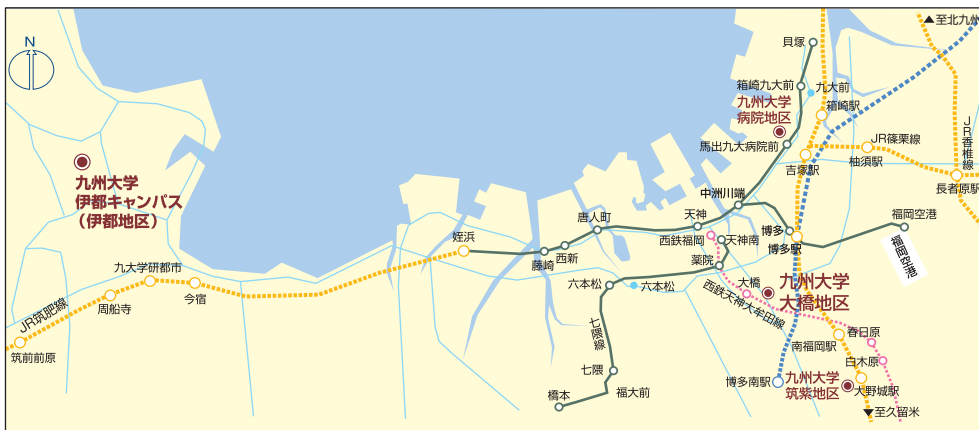 N
▲至北九州
貝塚
箱崎九大前
九大前
九州大学
病院地区
箱崎駅
馬出九大病院前
JR篠栗線
JR香椎線
吉塚駅
柚須駅
長者原駅
九州大学
伊都キャンパス
(伊都地区)
中洲川端
唐人町
天神
福岡空港
姪浜
西新
藤崎
西鉄福岡
天神南
博多
博多駅
福岡空港
九大学研都市
薬院
六本松
六本松
大橋
九州大学
大橋地区
今宿
周船寺
JR筑肥線
筑前前原
西鉄天神大牟田線
七隈線
春日原
南福岡駅
白木原
七隈
福大前
橋本
博多南駅
九州大学
筑紫地区
大野城駅
▼至久留米